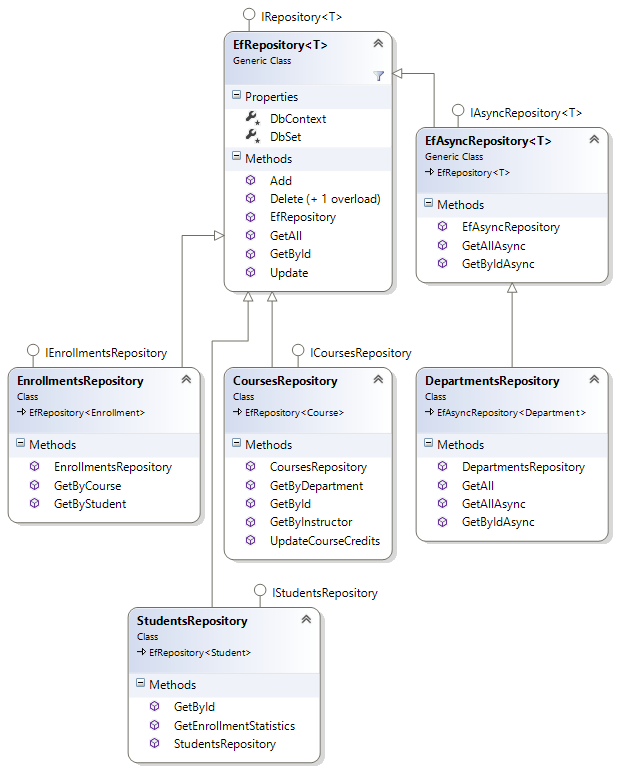 IRepository<T>
EfRepository<T>
Generic Class
Properties
DbContext
DbSet
Methods
Add
Delete (+ 1 overload)
EfRepository
GetAll
GetById
Update
IAsyncRepository<T>
EfAsyncRepository<T>
Generic Class
EfRepository<T>
Methods
EfAsyncRepository
GetAllAsync
GetByIdAsync
IEnrollmentsRepository
EnrollmentsRepository
Class
EfRepository<Enrollment>
Methods
EnrollmentsRepository
GetByCourse
GetByStudent
ICoursesRepository
CoursesRepository
Class
EfRepository<Course>
Methods
CoursesRepository
GetByDepartment
GetById
GetByInstructor
UpdateCourseCredits
DepartmentsRepository
Class
EfAsyncRepository<Department>
Methods
DepartmentsRepository
GetAll
GetAllAsync
GetByIdAsync
IStudentsRepository
StudentsRepository
Class
EfRepository<Student>
Methods
GetById
GetEnrollmentStatistics
StudentsRepository